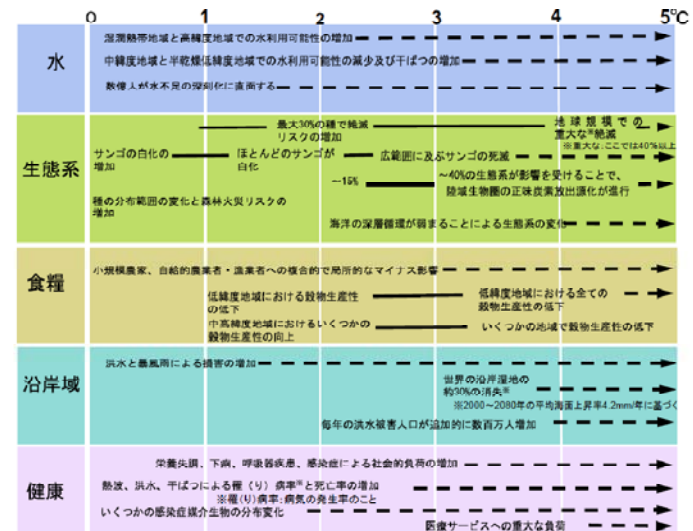 0 1 2 3 4 5℃
水
湿潤熱帯地域と高緯度地域での水利用可能性の増加
中緯度地域と半乾燥低緯度地域での水利用可能性の減少及び干ばつの増加
数億人が水不足の深刻化に直面する
生態系
最大30%の種で絶滅
リスクの増加
地球規模での
重大な※絶滅
※重大な:ここでは40%以上
サンゴの白化の
増加
ほとんどのサンゴが
白化
広範囲に及ぶサンゴの死滅
~15%
~40%の生態系が影響を受けることで、
陸域生物圏の正味炭素放出源化が進行
種の分布範囲の変化と森林火災リスクの
増加
海洋の深層循環が弱まることによる生態系の変化
食糧
小規模農家、自給的農業者・漁業者への複合的で局所的なマイナス影響
低緯度地域における穀物生産性
の低下
低緯度地域における全ての
穀物生産性の低下
中高緯度地域におけるいくつかの
穀物生産性の向上
いくつかの地域で穀物生産性の低下
沿岸域
洪水と暴風雨による損害の増加
世界の沿岸湿地の
約30%の消失※
※2000~2080年の平均海面上昇率4.2mm/年に基づく
毎年の洪水被害人口が追加的に数百万人増加
健康
栄養失調、下痢、呼吸器疾患、感染症による社会的負荷の増加
熱波、洪水、干ばつによる罹(り)病率※と死亡率の増加
※罹(り)病率:病気の発生率のこと
いくつかの感染症媒介生物の分布変化
医療サービスへの重大な負荷